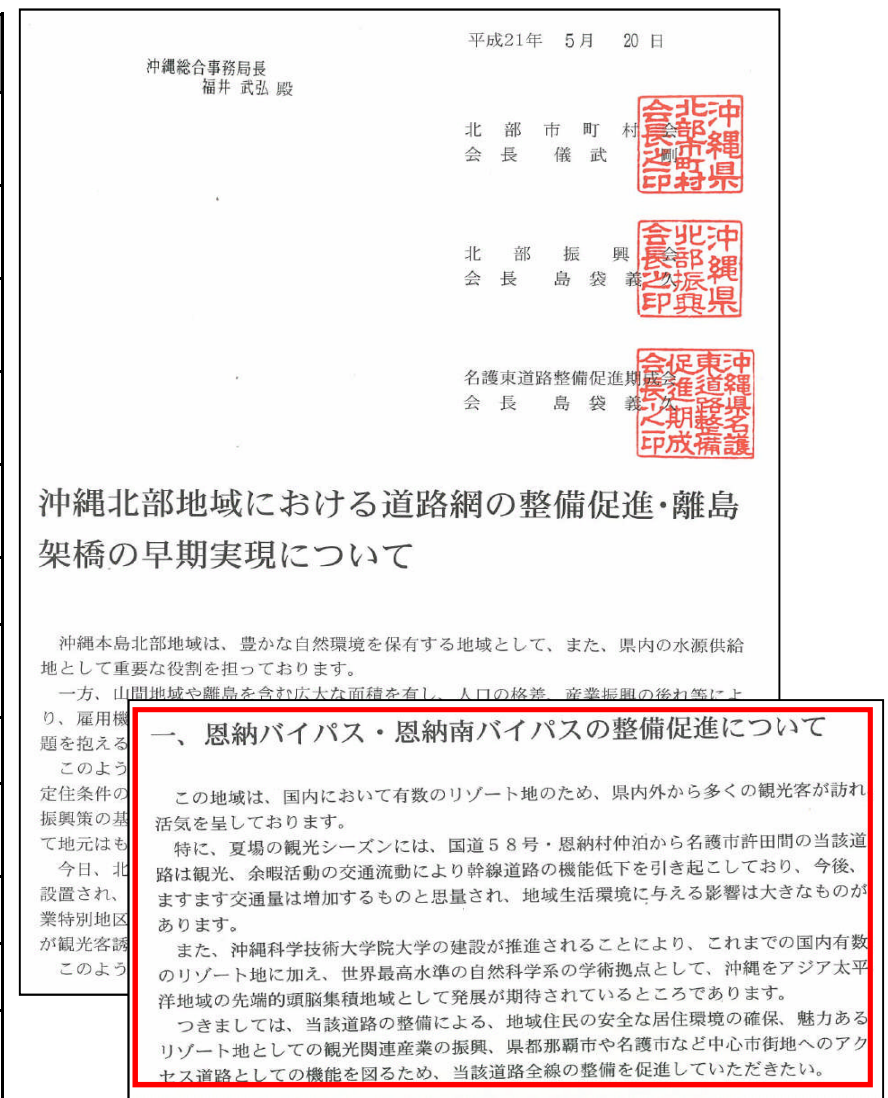 平成21年 5月 20日
沖縄総合事務局長
福井 武弘 殿
北部市町村会
会長 儀武 剛
沖縄県
北部市町村
会長之印
北部振興会
会長 島袋義久
沖縄県
北部振興
会長之印
名護東道路整備促進期成会
会長 島袋義久
沖縄県名護
東道路整備
促進期成
会長之印
沖縄北部地域における道路網の整備促進・離島
架橋の早期実現について
沖縄本島北部地域は、豊かな自然環境を保有する地域として、また、県内の水源供給
地として重要な役割を担っております。
一方、山間地域や離島を含む広大な面積を有し、人口の格差、産業振興の後れ等によ
り、雇用機
題を抱える
このよう
定住条件の
振興策の基
て地元はも
今日、北
設置され、
業特別地区
が観光客誘
このよう
一、恩納バイパス・恩納南バイパスの整備促進について
この地域は、国内において有数のリゾート地のため、県内外から多くの観光客が訪れ
活気を呈しております。
特に、夏場の観光シーズンには、国道58号・恩納村仲泊から名護市許田間の当該道
路は観光、余暇活動の交通流動により幹線道路の機能低下を引き起こしており、今後、
ますます交通量は増加するものと思量され、地域生活環境に与える影響は大きなものが
あります。
また、沖縄科学技術大学院大学の建設が推進されることにより、これまでの国内有数
のリゾート地に加え、世界最高水準の自然科学系の学術拠点として、沖縄をアジア太平
洋地域の先端的頭脳集積地域として発展が期待されているところであります。
つきましては、当該道路の整備による、地域住民の安全な居住環境の確保、魅力ある
リゾート地としての観光関連産業の振興、県都那覇市や名護市など中心市街地へのアク
セス道路としての機能を図るため、当該道路全線の整備を促進していただきたい。